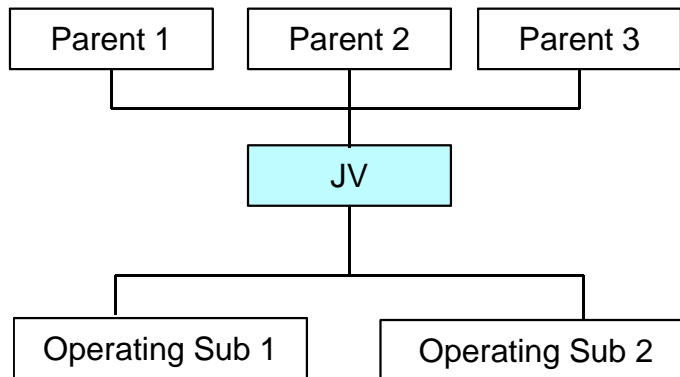 Parent 1
Parent 2
Parent 3
JV
Operating Sub 1
Operating Sub 2